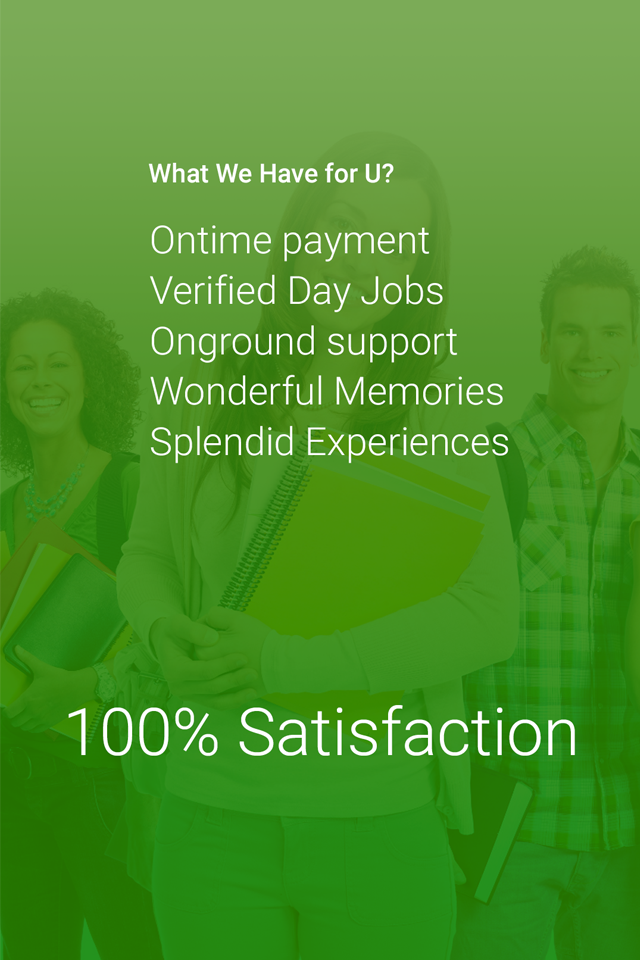 What We Have for U?
Ontime payment
Verified Day Jobs
Onground support
Wonderful Memories
Splendid Experiences
100% Satisfaction